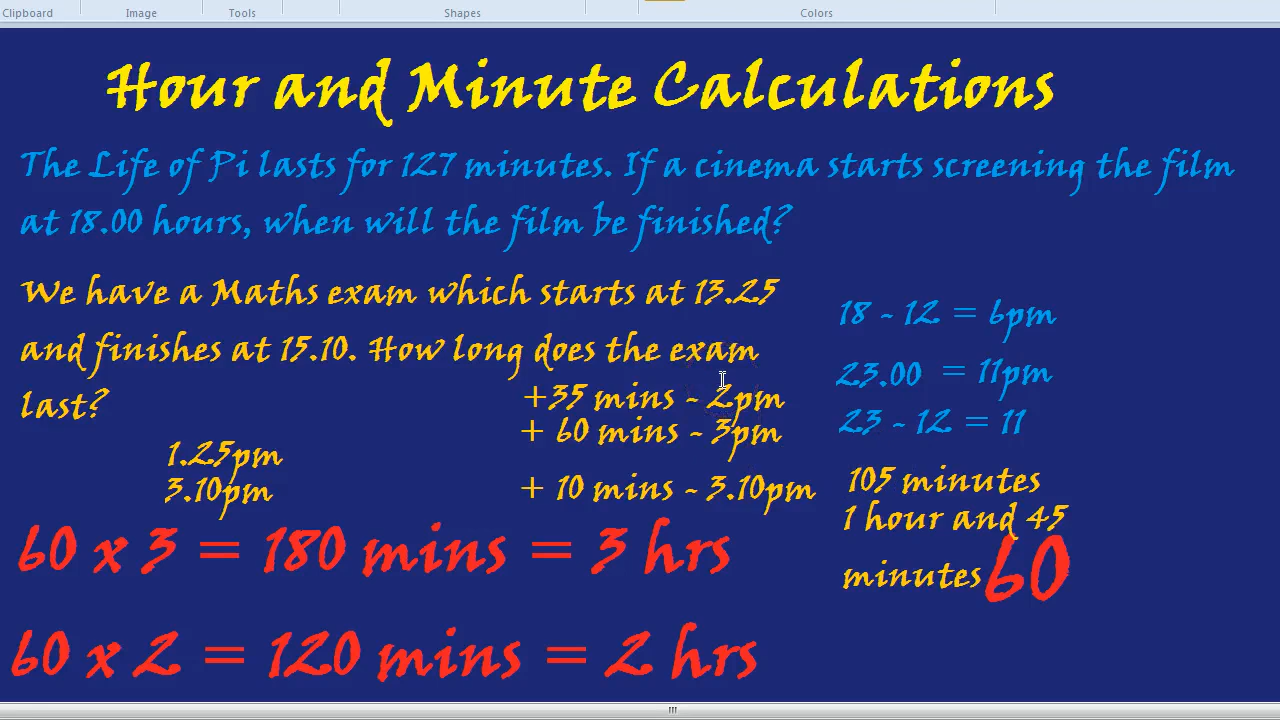 Clipboard Image Tools Shapes Colors
Hour and Minute Calculations
The Life of Pi lasts for 127 minutes. If a cinema starts screening the film
at 18.00 hours, when will the film be finished?
We have a Maths exam which starts at 13.25
and finishes at 15.10. How long does the exam
last?
1.25pm
3.10pm
+35 mins - 2pm
+ 60 mins - 3pm
+ 10 mins - 3.10pm
18 - 12 = 6pm
23.00 = 11pm
23 - 12 = 11
105 minutes
1 hour and 45
minutes
60
60 x 3 = 180 mins = 3 hrs
60 x 2 = 120 mins = 2 hrs